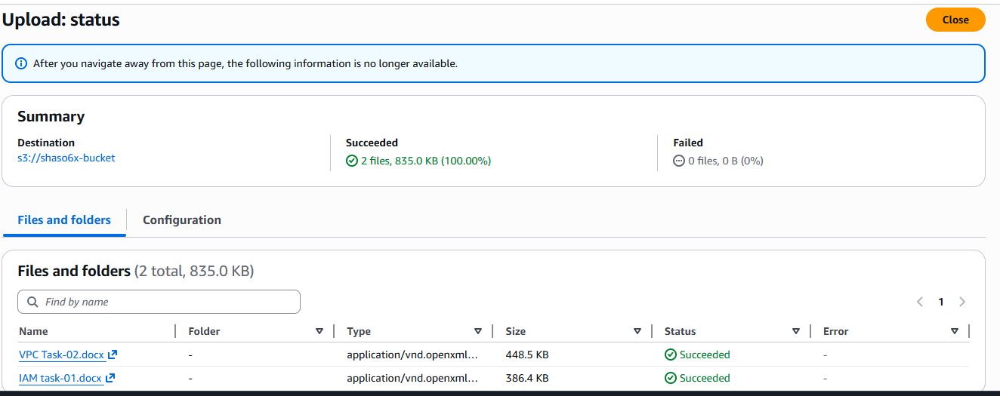 Upload: status
Close
After you navigate away from this page, the following information is no longer available.
Summary
Destination
s3://shaso6x-bucket
Succeeded
2 files, 835.0 KB (100.00%)
Failed
0 files, 0 B (0%)
Files and folders
Configuration
Files and folders (2 total, 835.0 KB)
Find by name
1
Name Folder Type Size Status Error
VPC Task-02.docx - application/vnd.openxml... 448.5 KB Succeeded -
IAM task-01.docx - application/vnd.openxml... 386.4 KB Succeeded -